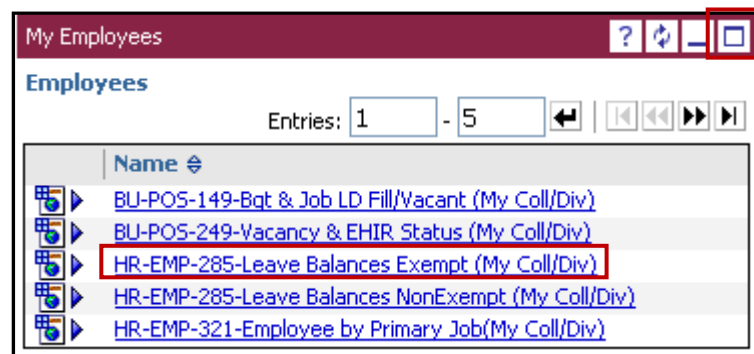 My Employees ?
Employees
Entries: 1 - 5
Name
BU-POS-149-Bqt & Job LD Fill/Vacant (My Coll/Div)
BU-POS-249-Vacancy & EHIR Status (My Coll/Div)
HR-EMP-285-Leave Balances Exempt (My Coll/Div)
HR-EMP-285-Leave Balances NonExempt (My Coll/Div)
HR-EMP-321-Employee by Primary Job(My Coll/Div)